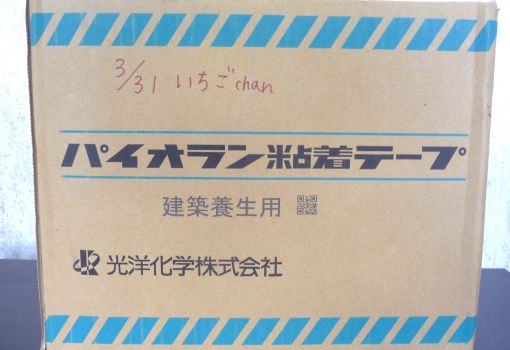 3/31 いちごchan
パイオラン粘着テープ
建築養生用
光洋化学株式会社